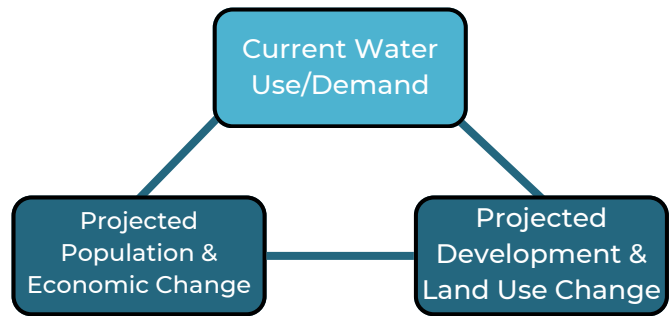 Current Water
Use/Demand
Projected
Population &
Economic Change
Projected
Development &
Land Use Change